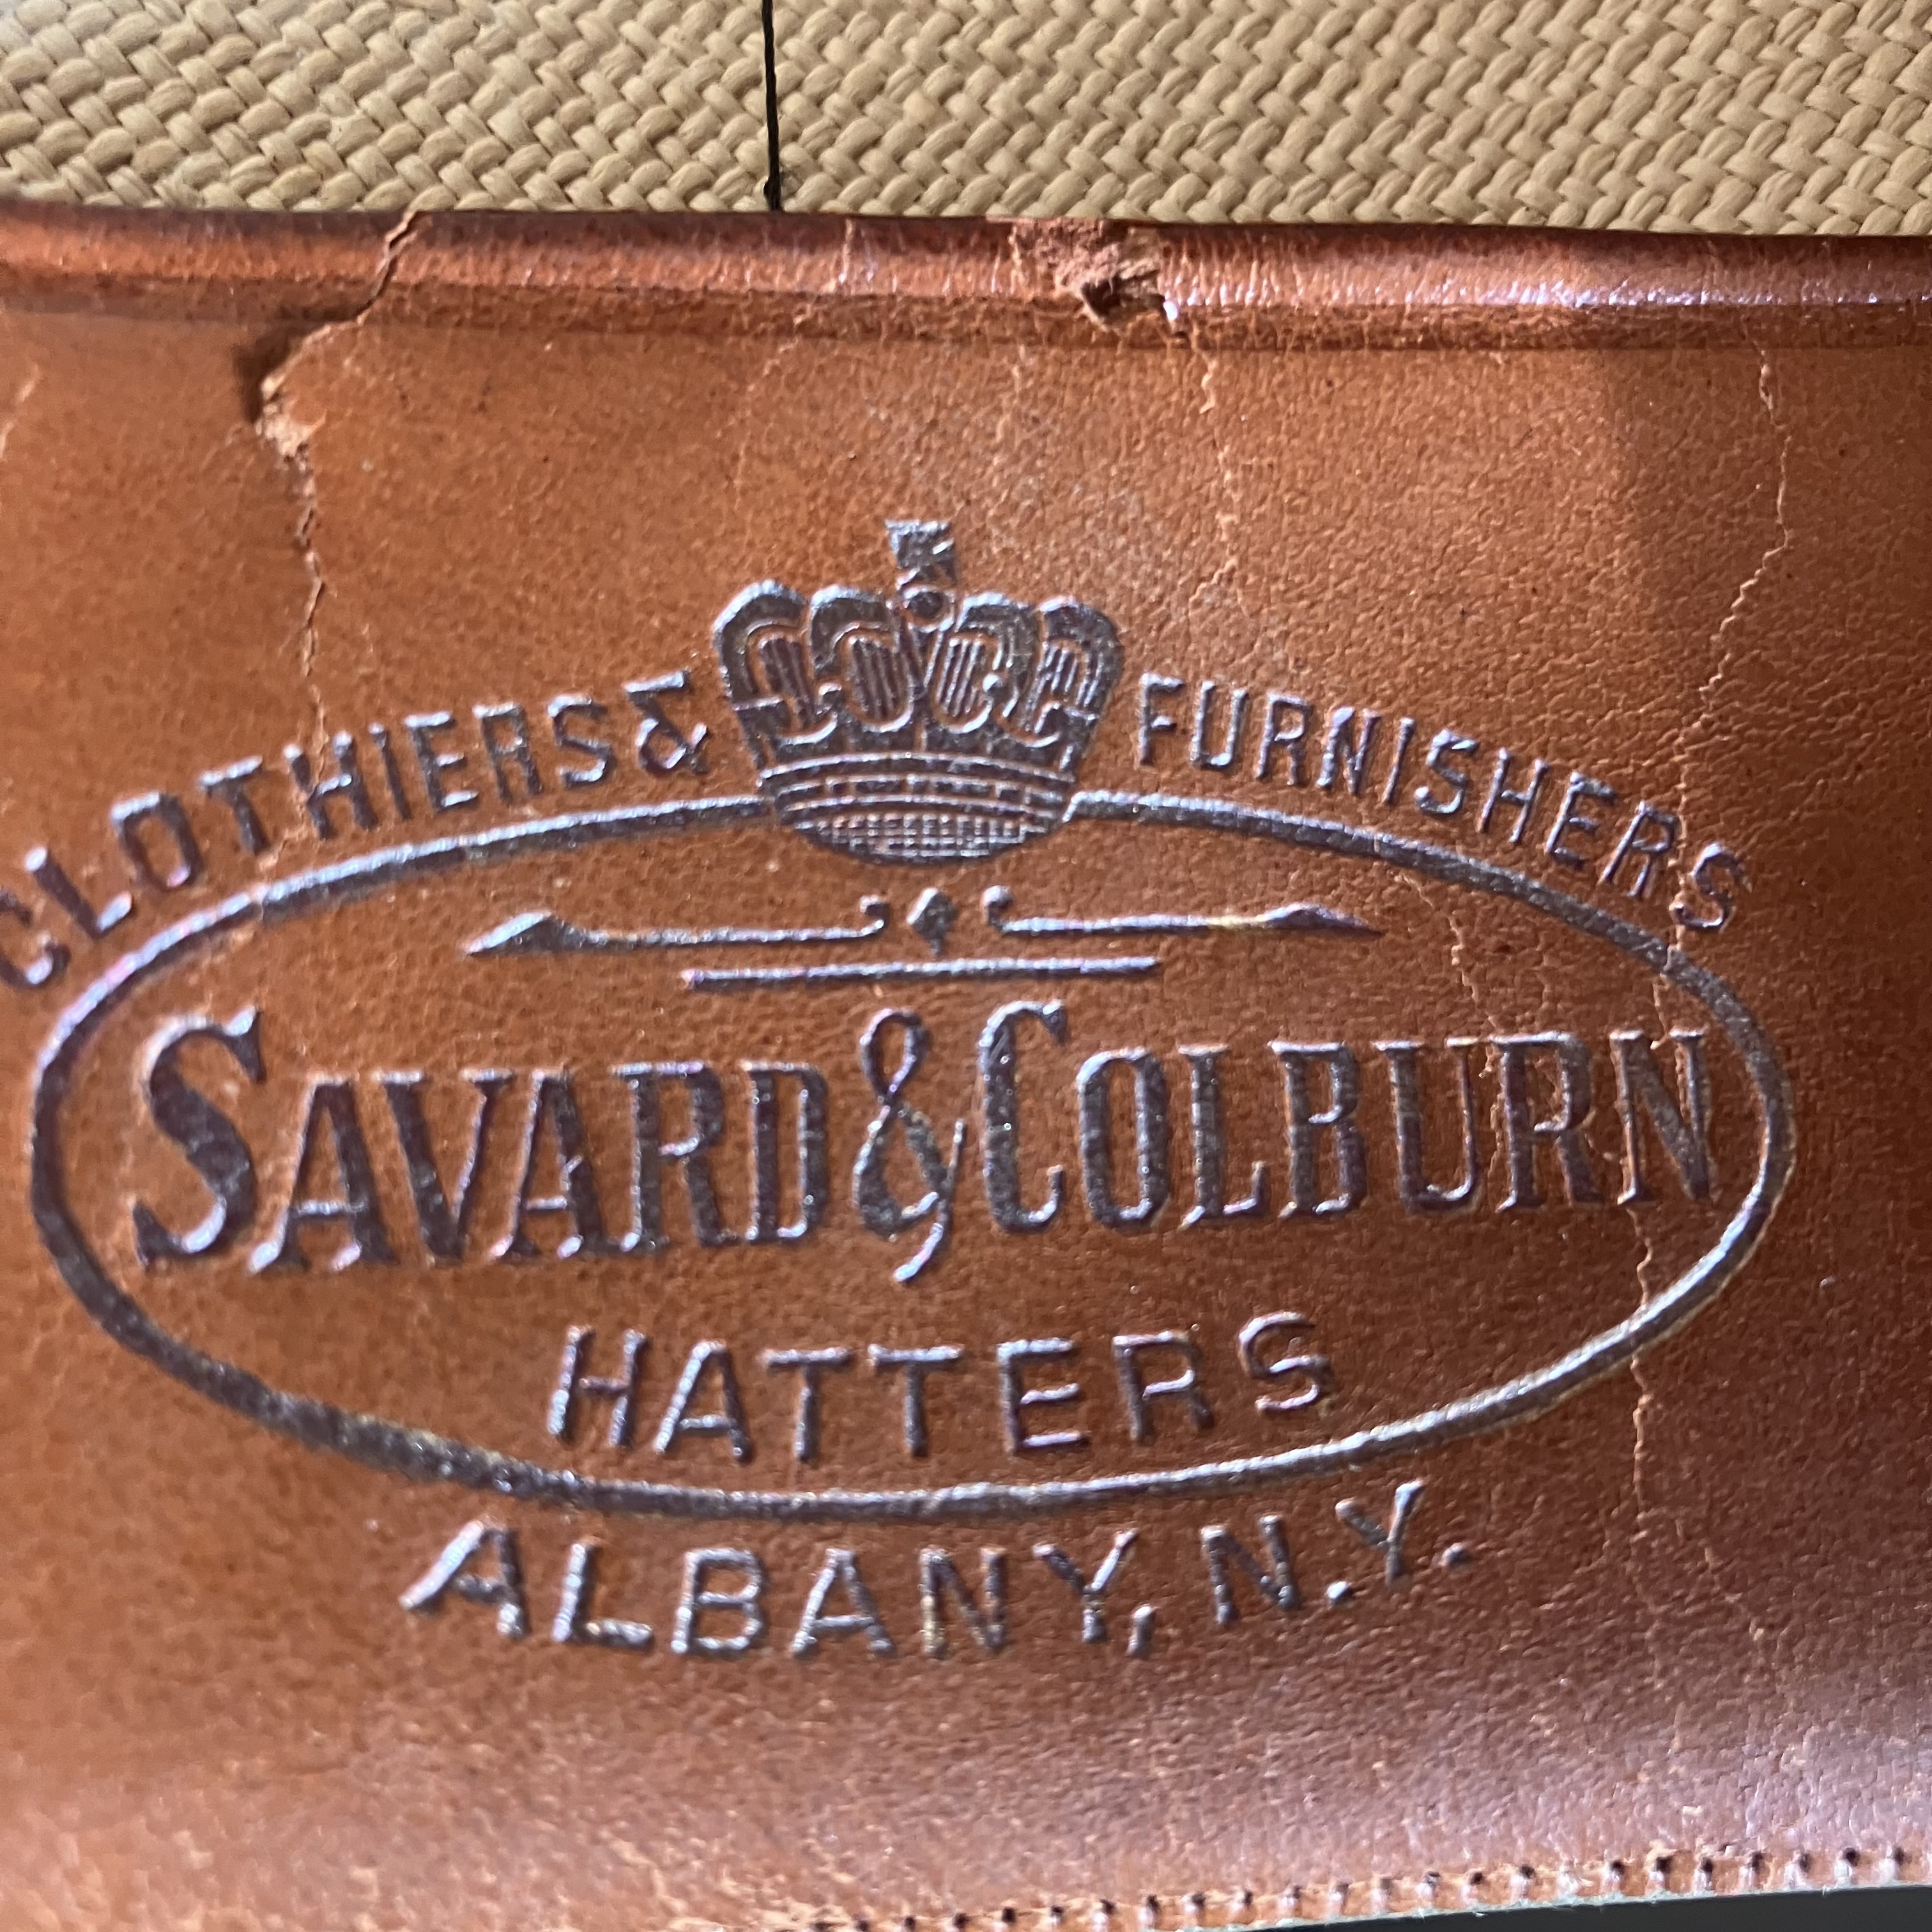 CLOTHIERS & FURNISHERS
SAVARD & COLBURN
HATTERS
ALBANY, N.Y.